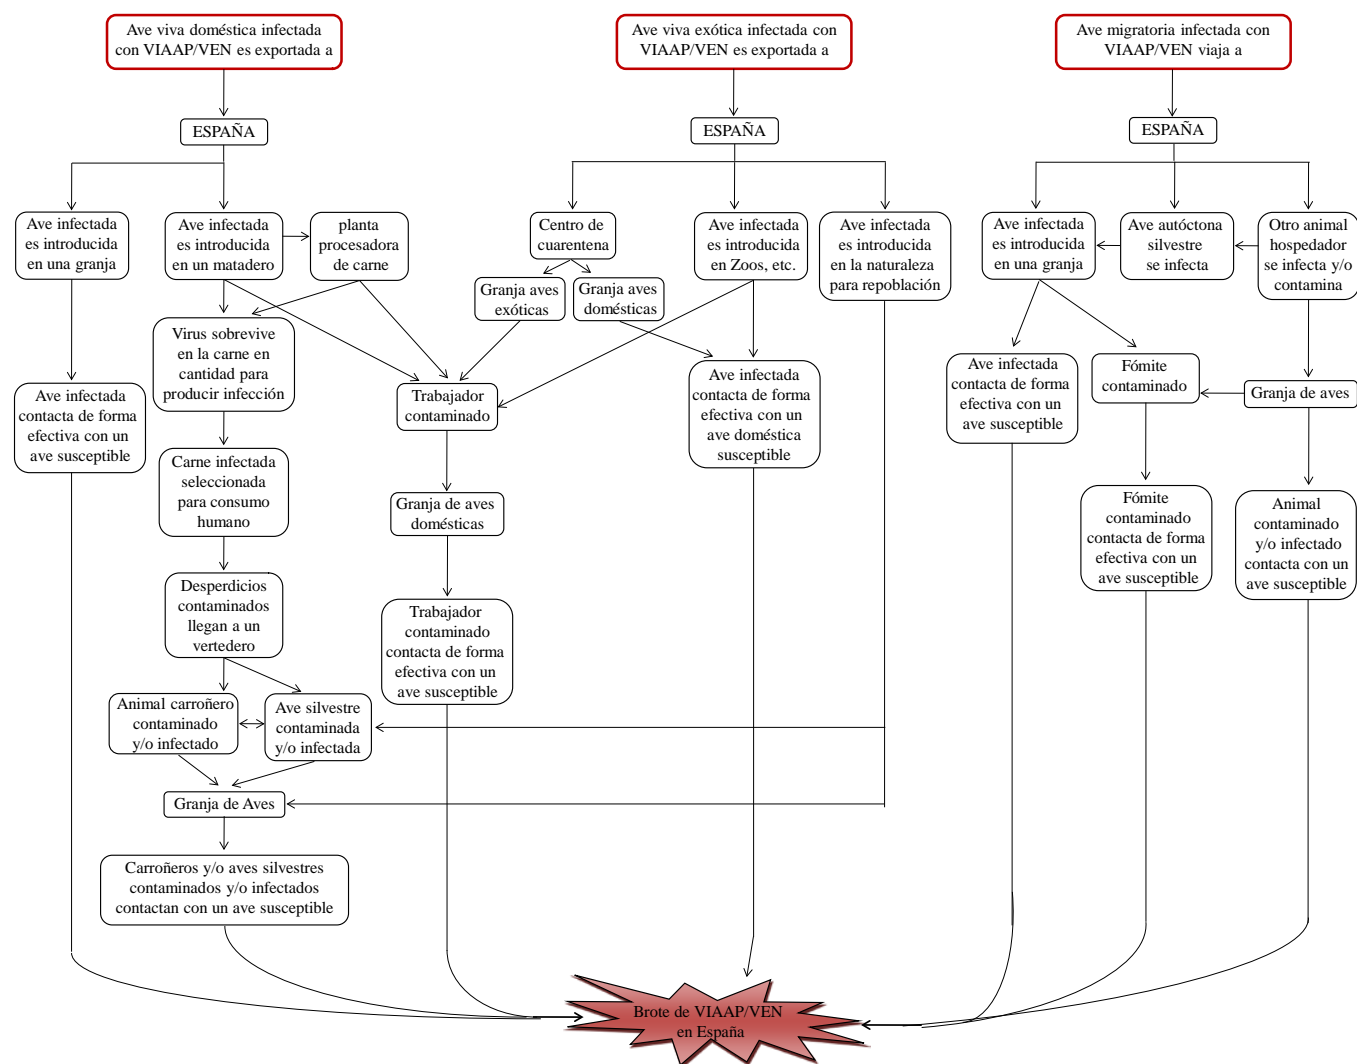 Ave viva doméstica infectada
con VIAAP/VEN es exportada a
Ave viva exótica infectada con
VIAAP/VEN es exportada a
Ave migratoria infectada con
VIAAP/VEN viaja a
ESPAÑA
ESPAÑA
ESPAÑA
Ave infectada
es introducida
en una granja
Ave infectada
es introducida
en un matadero
planta
procesadora
de carne
Centro de
cuarentena
Ave infectada
es introducida
en Zoos, etc.
Ave infectada
es introducida
en la naturaleza
para repoblación
Ave infectada
es introducida
en una granja
Ave autóctona
silvestre
se infecta
Otro animal
hospedador
se infecta y/o
contamina
Granja aves
exóticas
Granja aves
domésticas
Virus sobrevive
en la carne en
cantidad para
producir infección
Ave infectada
contacta de forma
efectiva con un
ave susceptible
Trabajador
contaminado
Ave infectada
contacta de forma
efectiva con un
ave doméstica
susceptible
Ave infectada
contacta de forma
efectiva con un
ave susceptible
Fómite
contaminado
Granja de aves
Carne infectada
seleccionada
para consumo
humano
Granja de aves
domésticas
Fómite
contaminado
contacta de forma
efectiva con un
ave susceptible
Animal
contaminado
y/o infectado
contacta con un
ave susceptible
Desperdicios
contaminados
llegan a un
vertedero
Trabajador
contaminado
contacta de forma
efectiva con un
ave susceptible
Animal carroñero
contaminado
y/o infectado
Ave silvestre
contaminada
y/o infectada
Granja de Aves
Carroñeros y/o aves silvestres
contaminados y/o infectados
contactan con un ave susceptible
Brote de VIAAP/VEN
en España